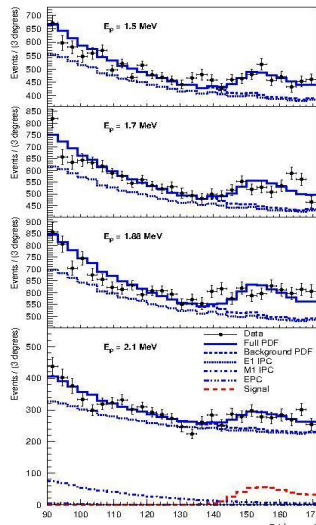 Events / (3 degrees)
650
600
550
500
450
400
E_p = 1.5 MeV
Events / (3 degrees)
850
800
750
700
650
600
550
500
450
E_p = 1.7 MeV
Events / (3 degrees)
900
850
800
750
700
650
600
550
500
E_p = 1.88 MeV
Events / (3 degrees)
500
400
300
200
100
0
E_p = 2.1 MeV
Data
Full PDF
Background PDF
E1 IPC
M1 IPC
EPC
Signal
90 100 110 120 130 140 150 160 170